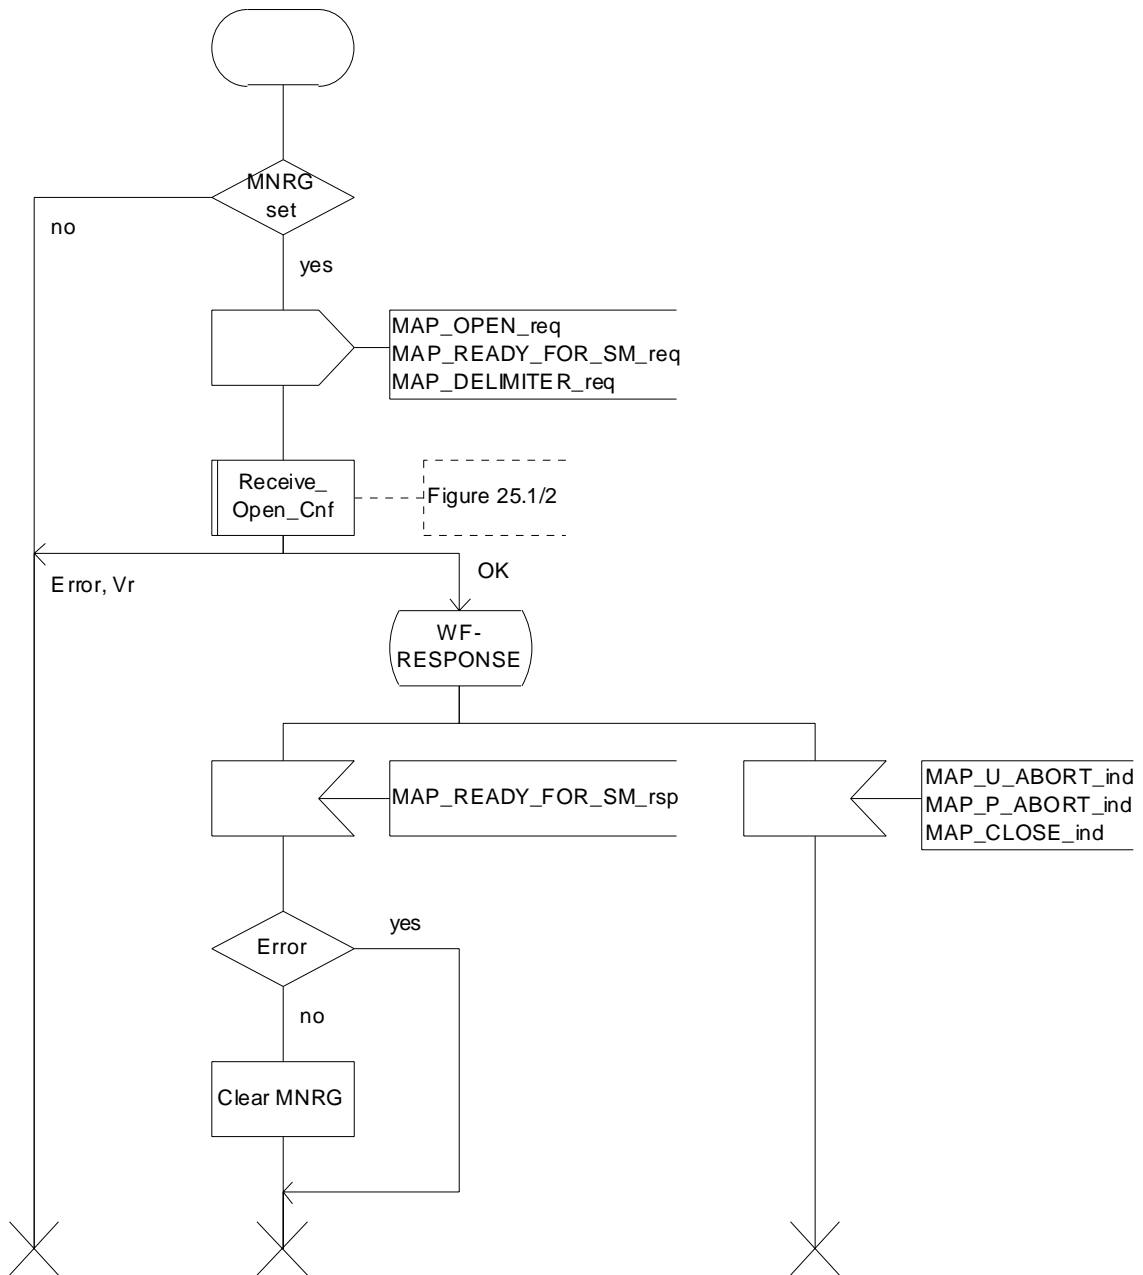 MNRG
set
no
yes
MAP_OPEN_req
MAP_READY_FOR_SM_req
MAP_DELIMITER_req
Receive_
Open_Cnf
Figure 25.1/2
Error, Vr
OK
WF-
RESPONSE
MAP_READY_FOR_SM_rsp
MAP_U_ABORT_ind
MAP_P_ABORT_ind
MAP_CLOSE_ind
Error
yes
no
Clear MNRG